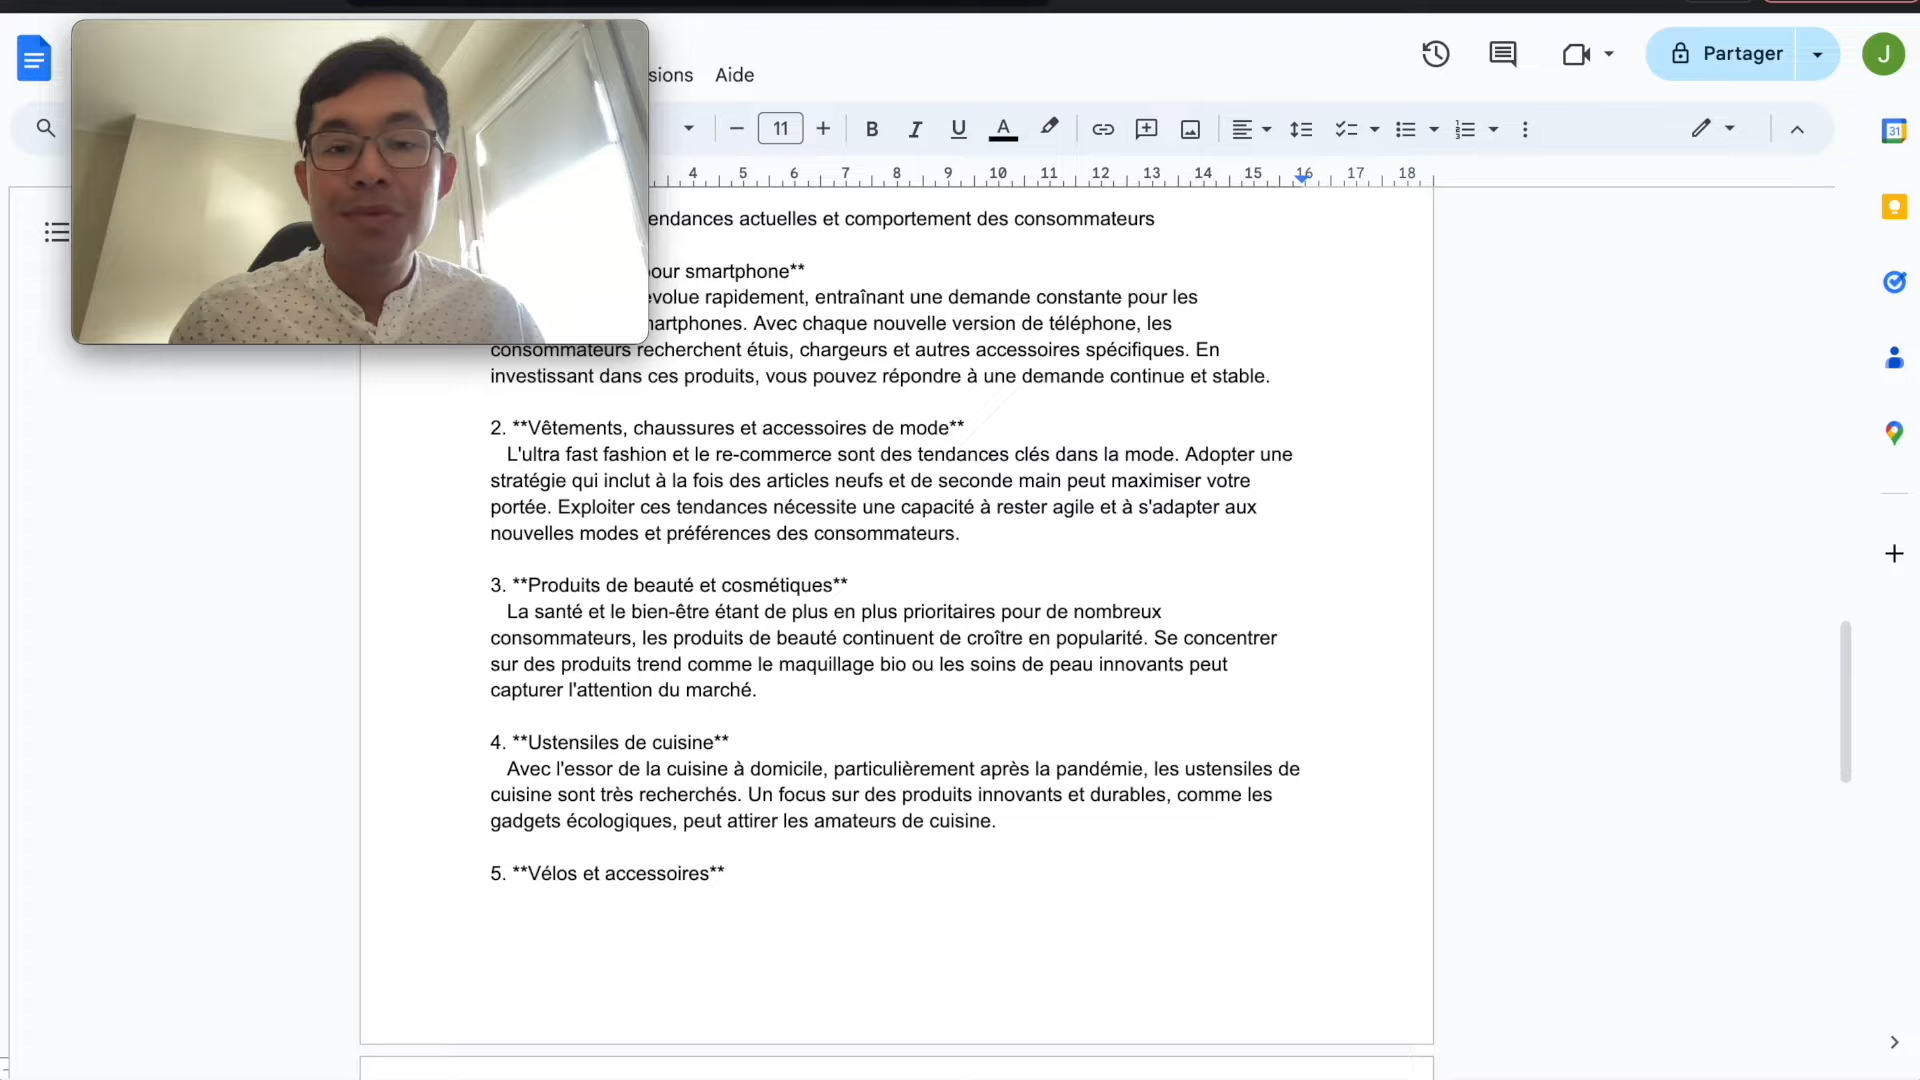 sions Aide
Partager
J
11
31
4 5 6 7 8 9 10 11 12 13 14 15 16 17 18
endances actuelles et comportement des consommateurs
our smartphone**
évolue rapidement, entraînant une demande constante pour les
martphones. Avec chaque nouvelle version de téléphone, les
consommateurs recherchent étuis, chargeurs et autres accessoires spécifiques. En
investissant dans ces produits, vous pouvez répondre à une demande continue et stable.
2. **Vêtements, chaussures et accessoires de mode**
L'ultra fast fashion et le re-commerce sont des tendances clés dans la mode. Adopter une
stratégie qui inclut à la fois des articles neufs et de seconde main peut maximiser votre
portée. Exploiter ces tendances nécessite une capacité à rester agile et à s'adapter aux
nouvelles modes et préférences des consommateurs.
3. **Produits de beauté et cosmétiques**
La santé et le bien-être étant de plus en plus prioritaires pour de nombreux
consommateurs, les produits de beauté continuent de croître en popularité. Se concentrer
sur des produits trend comme le maquillage bio ou les soins de peau innovants peut
capturer l'attention du marché.
4. **Ustensiles de cuisine**
Avec l'essor de la cuisine à domicile, particulièrement après la pandémie, les ustensiles de
cuisine sont très recherchés. Un focus sur des produits innovants et durables, comme les
gadgets écologiques, peut attirer les amateurs de cuisine.
5. **Vélos et accessoires**